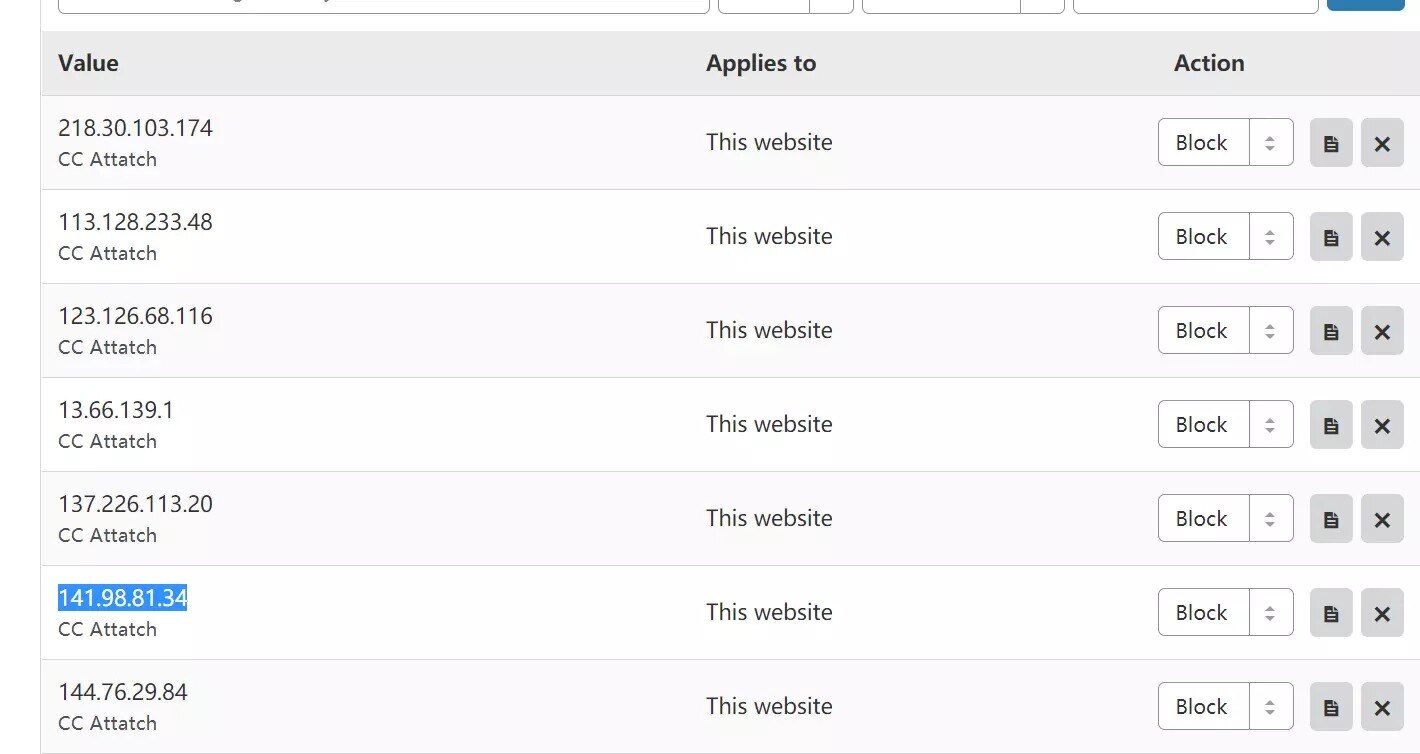 Value Applies to Action
218.30.103.174
CC Attatch
This website Block
113.128.233.48
CC Attatch
This website Block
123.126.68.116
CC Attatch
This website Block
13.66.139.1
CC Attatch
This website Block
137.226.113.20
CC Attatch
This website Block
141.98.81.34
CC Attatch
This website Block
144.76.29.84
CC Attatch
This website Block